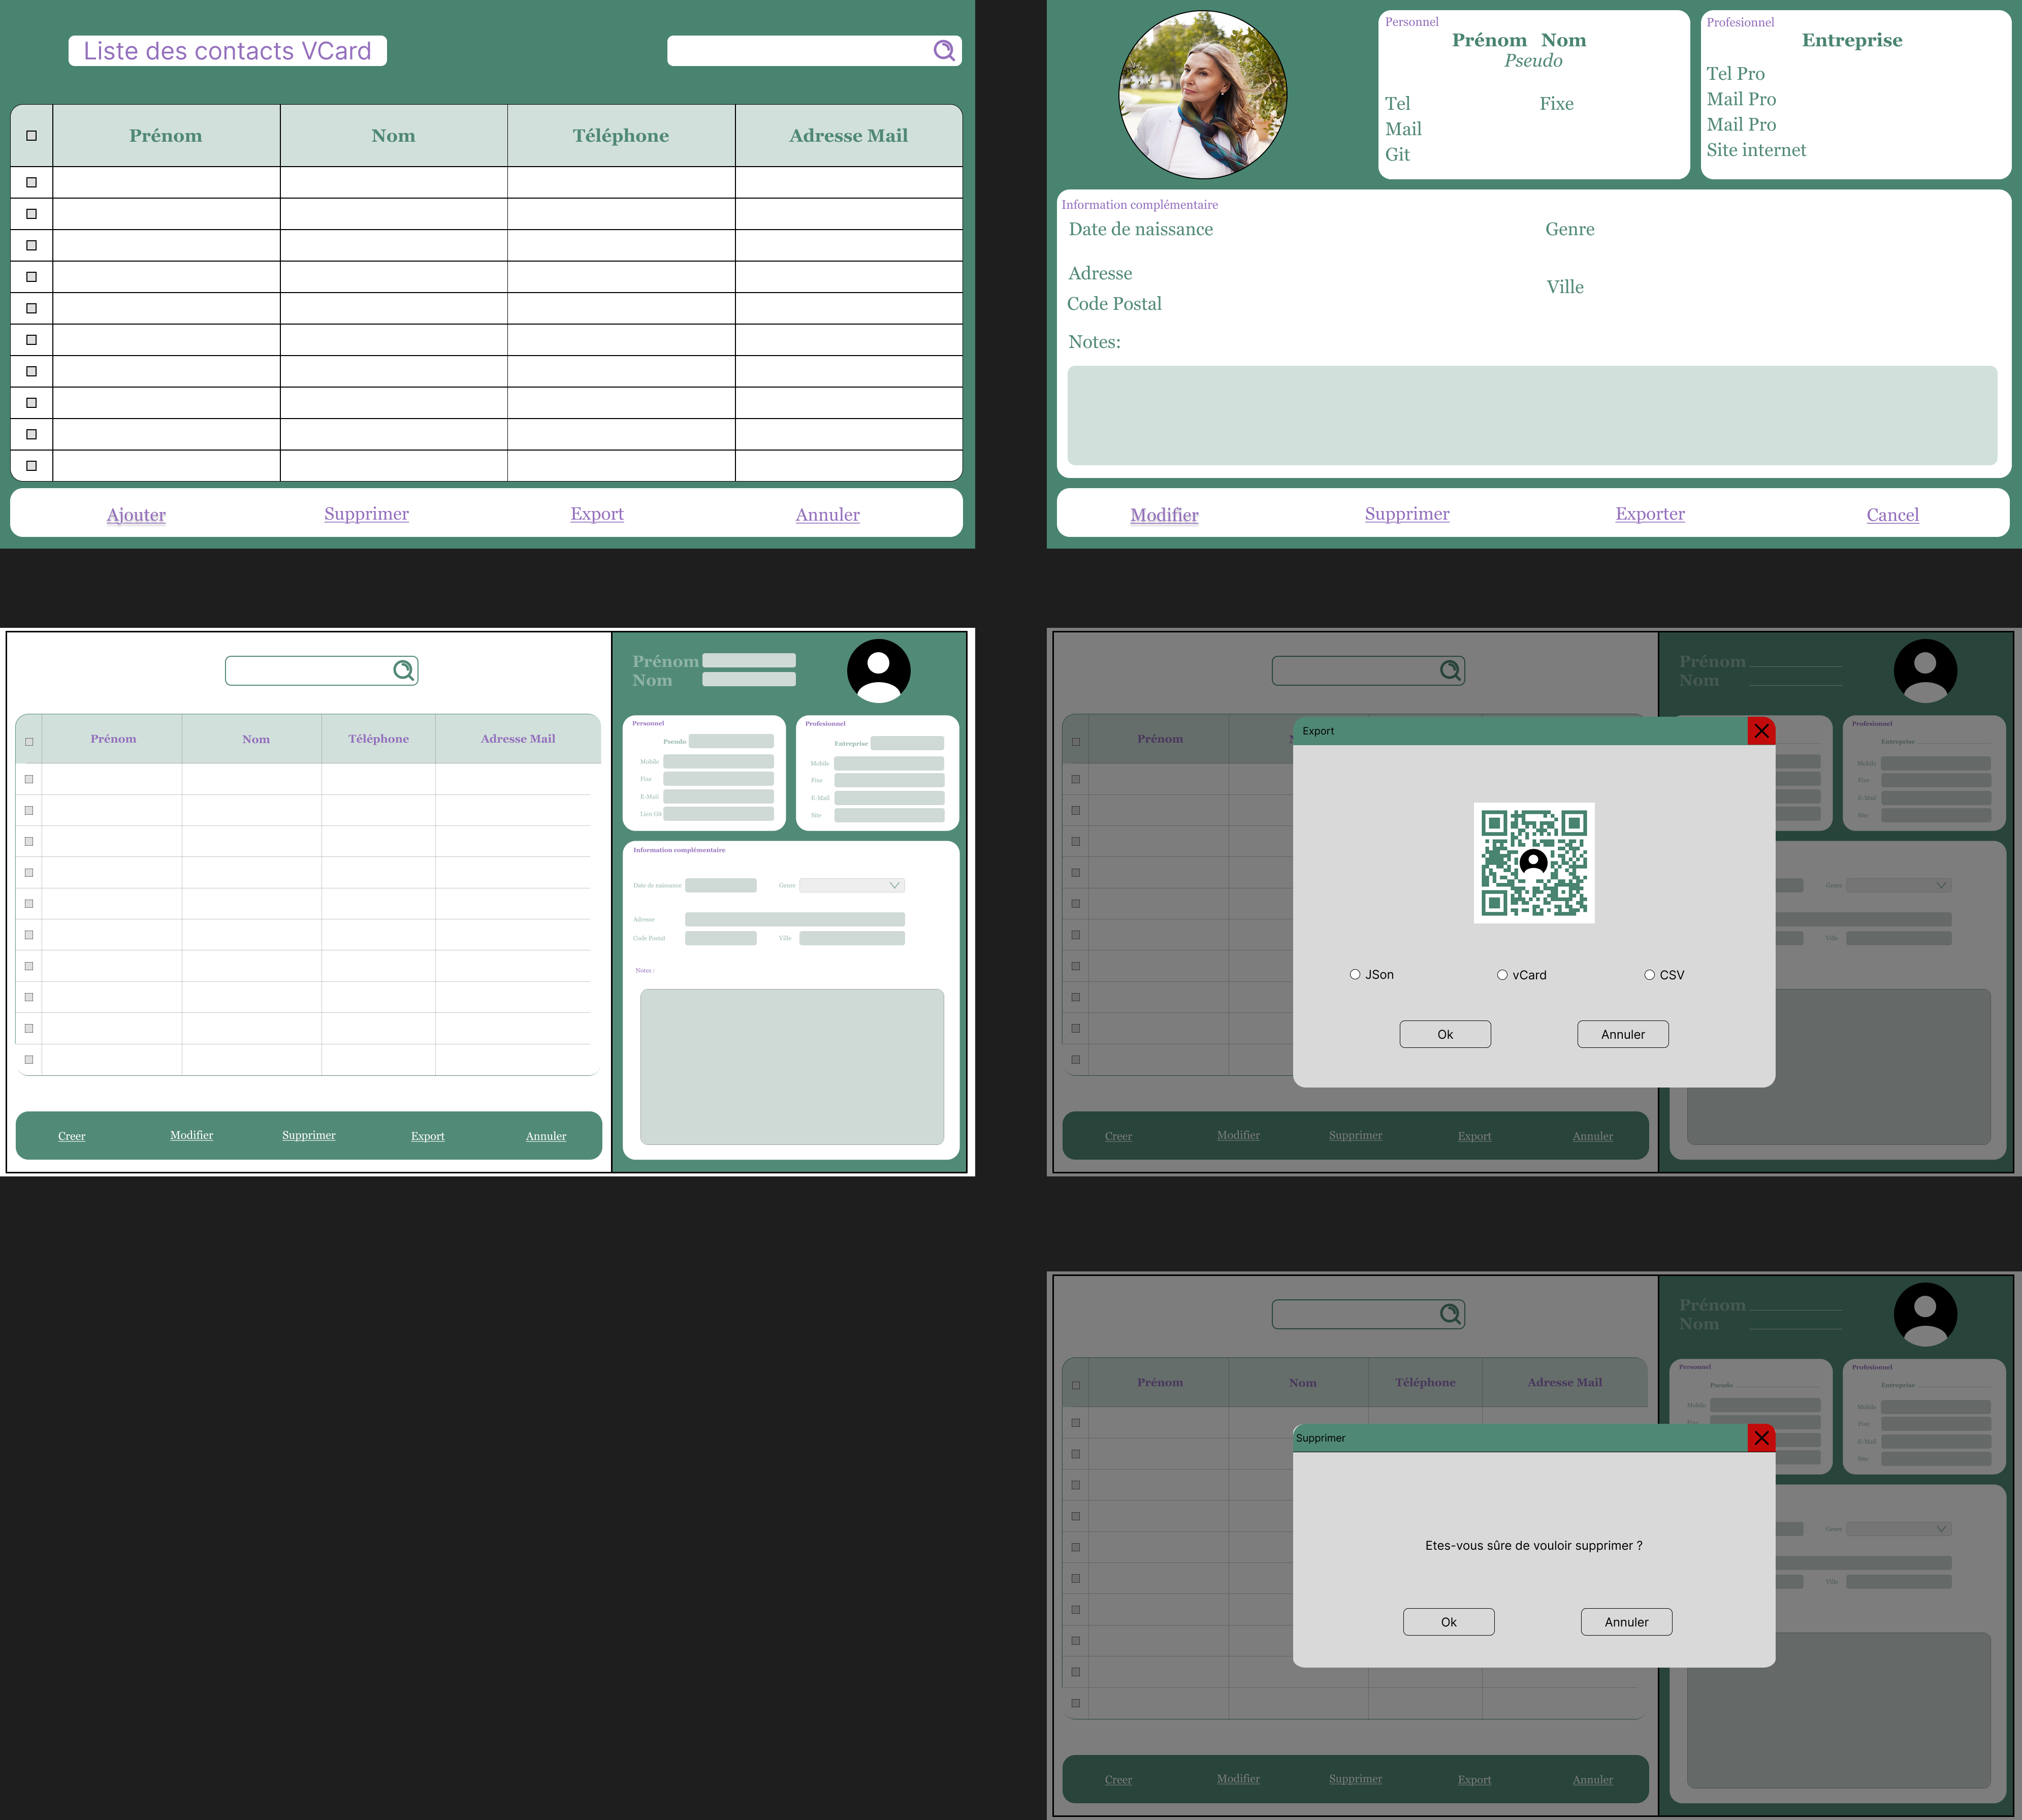 Liste des contacts VCard
Prénom Nom Téléphone Adresse Mail
Ajouter Supprimer Export Annuler
Personnel
Prénom Nom
Pseudo
Tel Fixe
Mail
Git
Profesionnel
Entreprise
Tel Pro
Mail Pro
Mail Pro
Site internet
Information complémentaire
Date de naissance Genre
Adresse
Ville
Code Postal
Notes:
Modifier Supprimer Exporter Cancel
Prénom Nom Téléphone Adresse Mail
Creer Modifier Supprimer Export Annuler
Prénom
Nom
Personnel
Pseudo
Mobile
Fixe
E-Mail
Lien Git
Profesionnel
Entreprise
Mobile
Fixe
E-Mail
Site
Information complémentaire
Date de naissance Genre
Adresse
Code Postal Ville
Notes :
Prénom
Creer Modifier Supprimer Export Annuler
Prénom
Nom
Profesionnel
Entreprise
Mobile
Fixe
E-Mail
Site
Genre
Ville
Export
JSon vCard CSV
Ok Annuler
Prénom Nom Téléphone Adresse Mail
Creer Modifier Supprimer Export Annuler
Prénom
Nom
Personnel
Pseudo
Mobile
Profesionnel
Entreprise
Mobile
Fixe
E-Mail
Site
Genre
Ville
Supprimer
Etes-vous sûre de vouloir supprimer ?
Ok Annuler